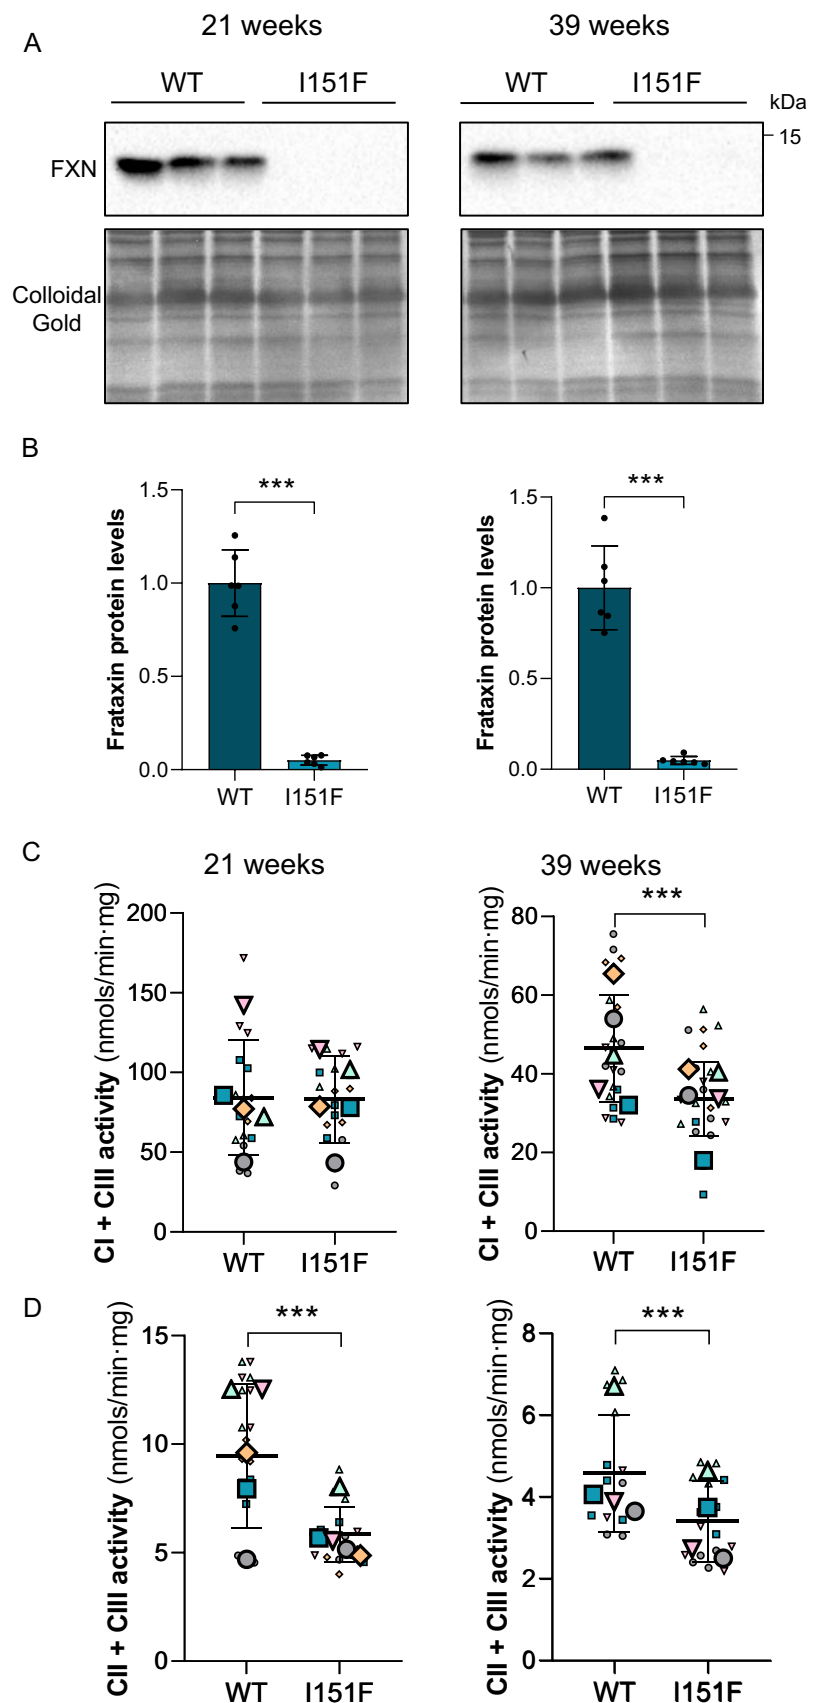 A
21 weeks
39 weeks
WT
I151F
WT
I151F
kDa
15
FXN
Colloidal
Gold
B
Frataxin protein levels
1.5
1.0
0.5
0.0
***
WT
I151F
Frataxin protein levels
1.5
1.0
0.5
0.0
***
WT
I151F
C
21 weeks
39 weeks
CI + CIII activity (nmols/min·mg)
200
150
100
50
0
WT
I151F
CI + CIII activity (nmols/min·mg)
80
60
40
20
0
***
WT
I151F
D
CII + CIII activity (nmols/min·mg)
15
10
5
0
***
WT
I151F
CII + CIII activity (nmols/min·mg)
8
6
4
2
0
***
WT
I151F